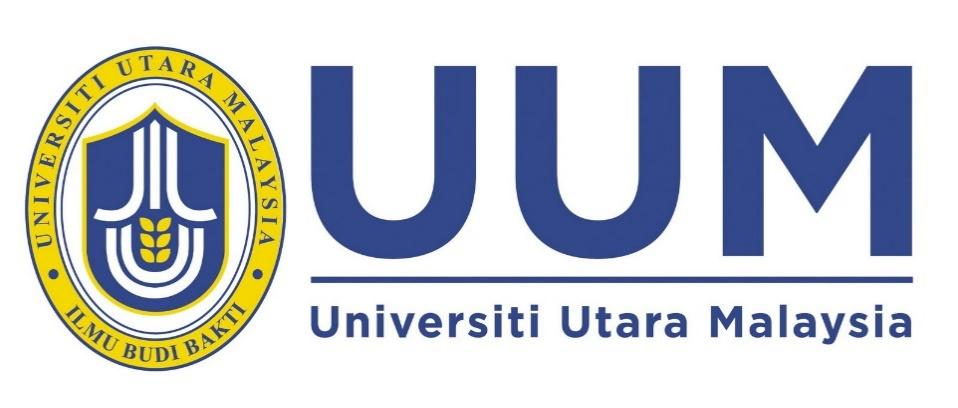 UNIVERSITI UTARA MALAYSIA
ILMU BUDI BAKTI
UUM
Universiti Utara Malaysia